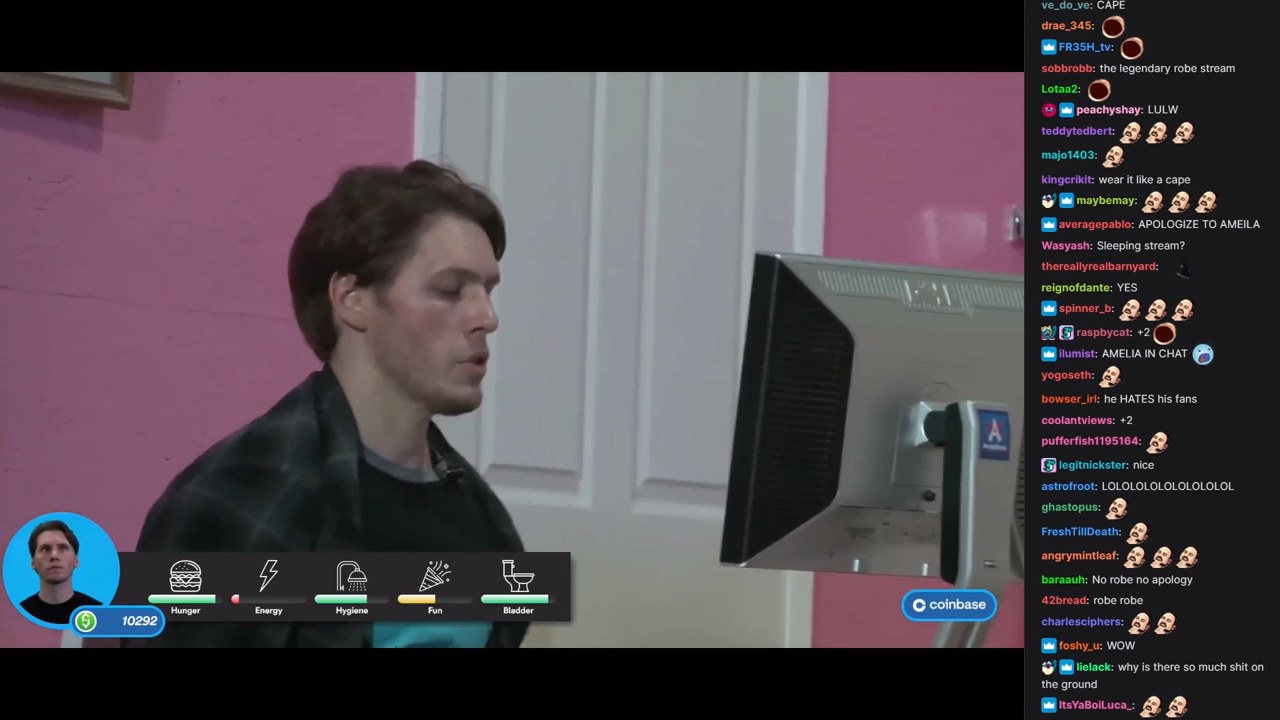 Hunger
Energy
Hygiene
Fun
Bladder
10292
coinbase
ve_do_ve: CAPE
drae_345:
FR35H_tv:
sobbrobb: the legendary robe stream
Lotaa2:
peachyshay: LULW
teddytedbert:
majo1403:
kingcrikit: wear it like a cape
maybemay:
averagepablo: APOLOGIZE TO AMEILA
Wasyash: Sleeping stream?
thereallyrealbarnyard:
reignofdante: YES
spinner_b:
raspbycat: +2
ilumist: AMELIA IN CHAT
yogoseth:
bowser_irl: he HATES his fans
coolantviews: +2
pufferfish1195164:
legitnickster: nice
astrofroot: LOLOLOLOLOLOLOLOL
ghastopus:
FreshTillDeath:
angrymintleaf:
baraauh: No robe no apology
42bread: robe robe
charlesciphers:
foshy_u: WOW
lielack: why is there so much shit on
the ground
ItsYaBoiLuca_: